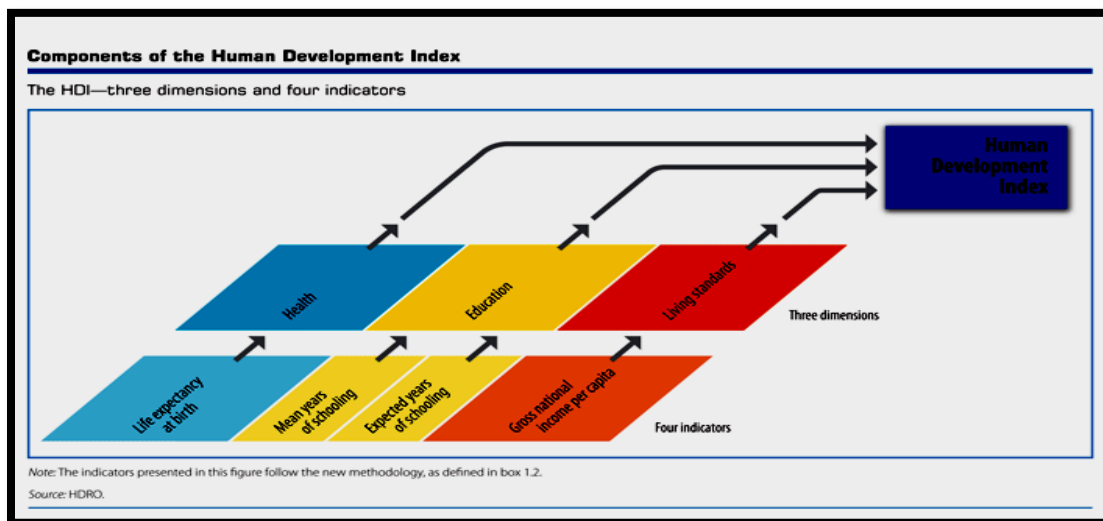 Components of the Human Development Index
The HDI—three dimensions and four indicators
Human
Development
Index
Health
Education
Living standards
Three dimensions
Life expectancy
at birth
Mean years
of schooling
Expected years
of schooling
Gross national
income per capita
Four indicators
Note: The indicators presented in this figure follow the new methodology, as defined in box 1.2.
Source: HDRO.